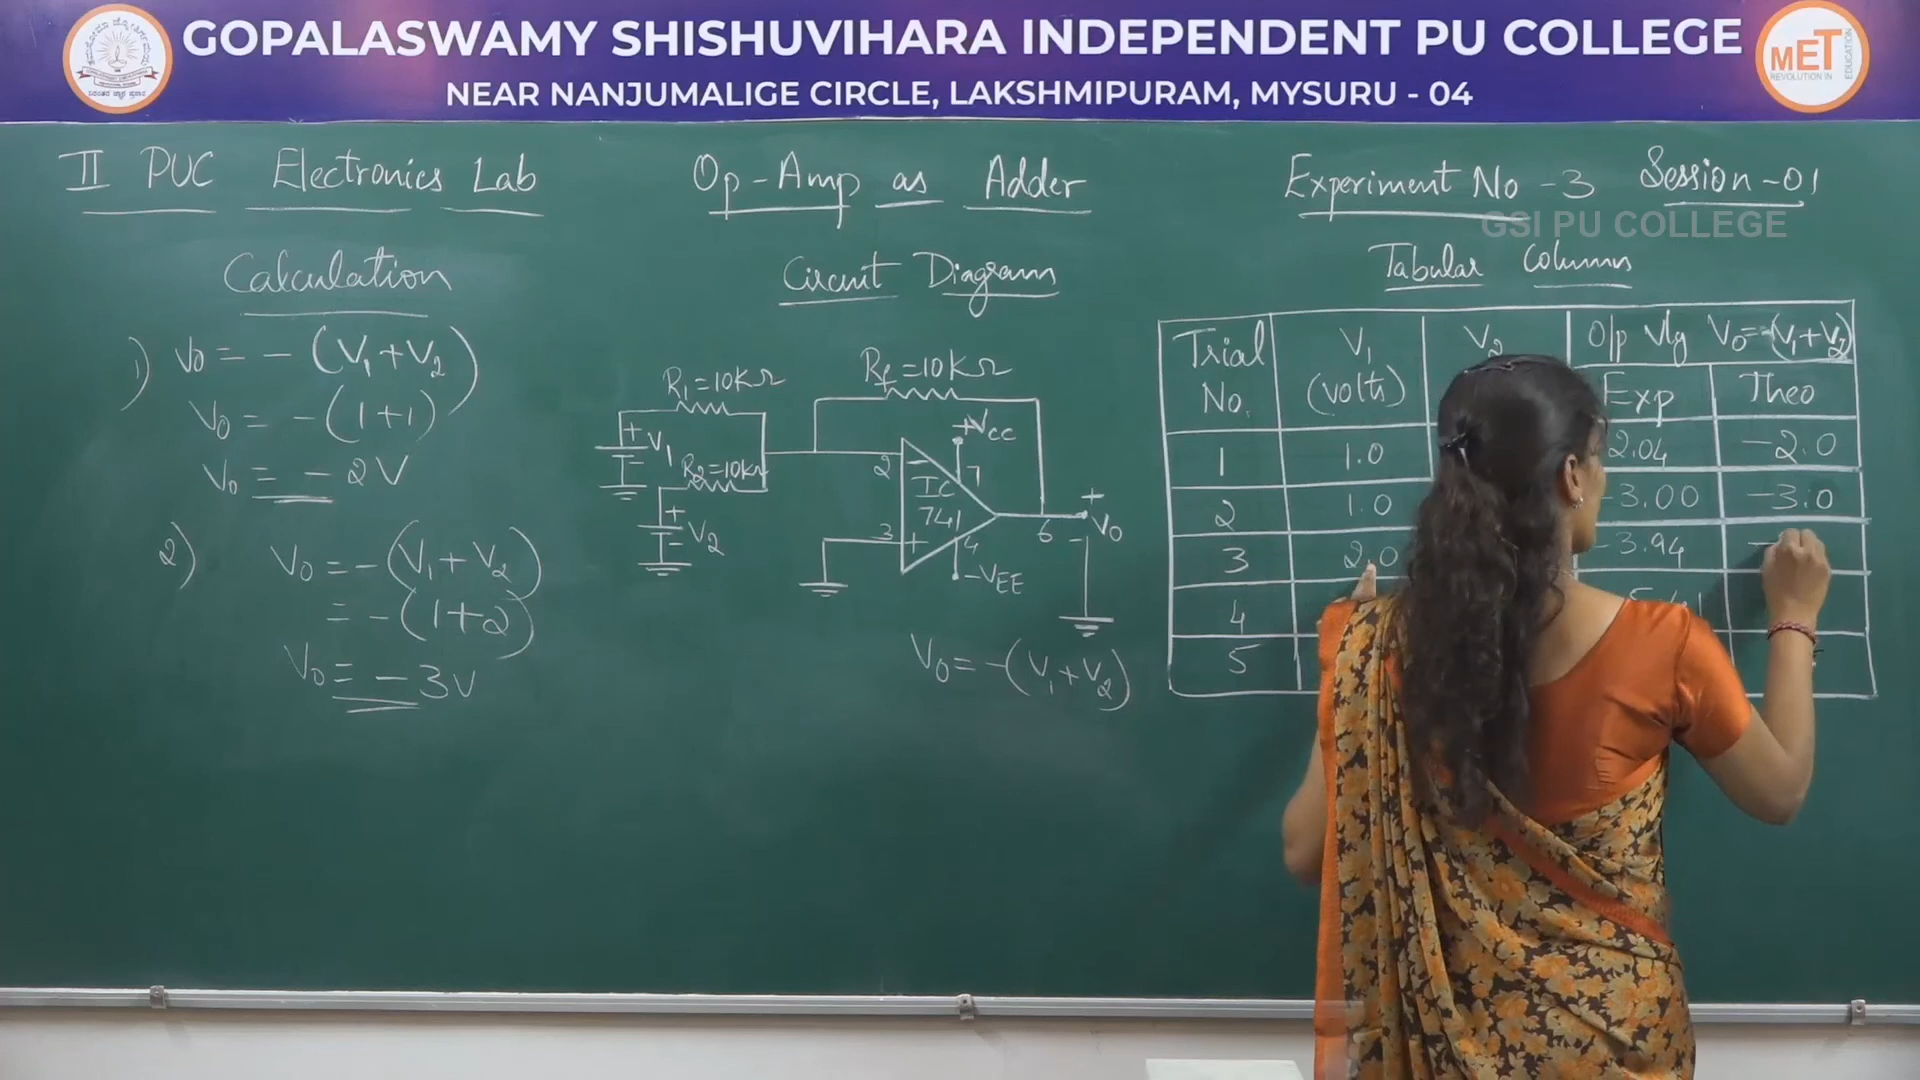 GOPALASWAMY SHISHUVIHARA INDEPENDENT PU COLLEGE
NEAR NANJUMALIGE CIRCLE, LAKSHMIPURAM, MYSURU - 04
MET
REVOLUTION IN
EDUCATION
II PUC Electronics Lab
Op-Amp as Adder
Experiment No -3 Session-01
GSI PU COLLEGE
Calculation
1) V0 = - (V1+V2)
V0 = -(1+1)
V0 = - 2V
2) V0 = -(V1+V2)
= -(1+2)
V0 = - 3V
Circuit Diagram
R1=10KΩ
Rf=10KΩ
+ V1
R2=10KΩ
+ V2
+VCC
2 - 7
IC
741
3 + 4
6
+
V0
-
-VEE
V0 = -(V1+V2)
Tabular Column
Trial No. V1 (volts) V2 O/p Vlg V0=-(V1+V2)
Exp Theo
1 1.0 2.04 -2.0
2 1.0 -3.00 -3.0
3 2.0 -3.94 -
4
5